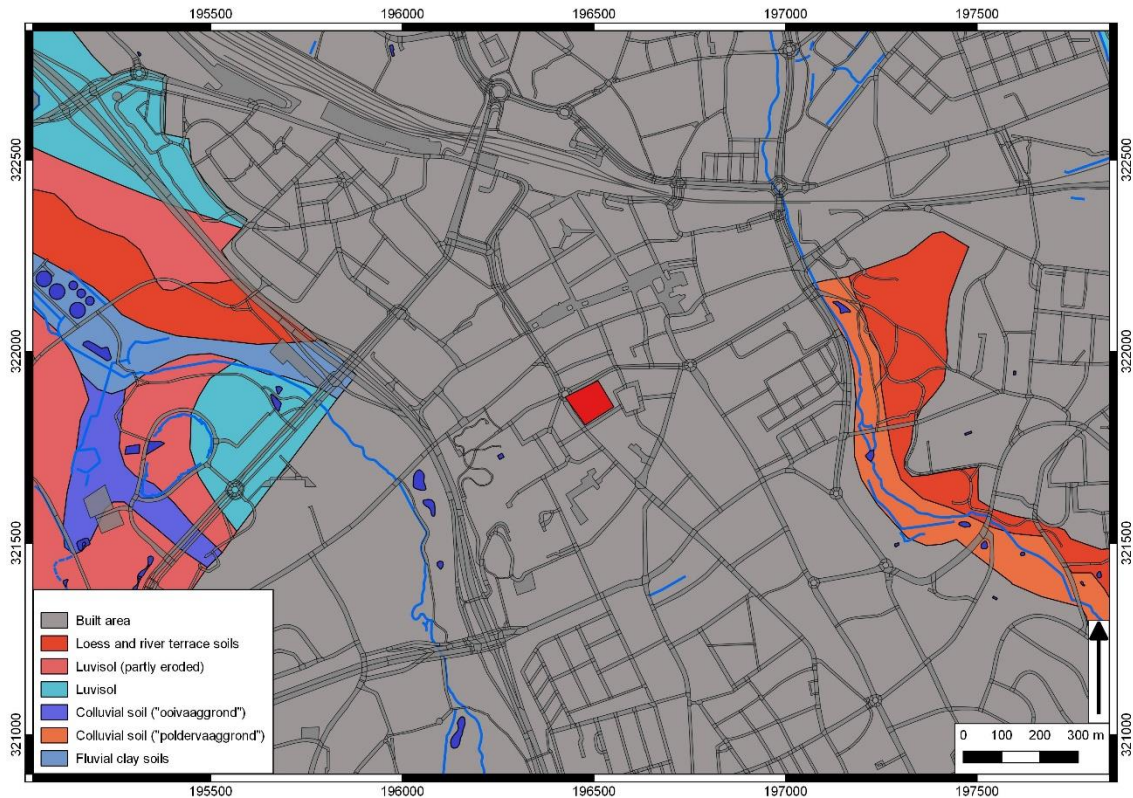 195500 196000 196500 197000 197500
322500
322500
322000
322000
321500
321500
321000
321000
Built area
Loess and river terrace soils
Luvisol (partly eroded)
Luvisol
Colluvial soil ("ooivaaggrond")
Colluvial soil ("poldervaaggrond")
Fluvial clay soils
0 100 200 300 m
195500 196000 196500 197000 197500